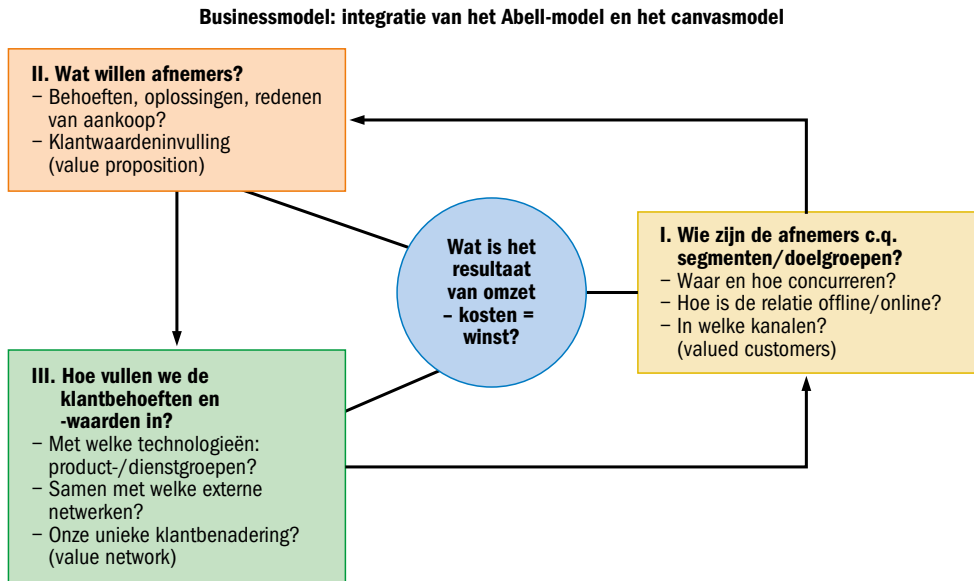 Businessmodel: integratie van het Abell-model en het canvasmodel
II. Wat willen afnemers?
– Behoeften, oplossingen, redenen
van aankoop?
– Klantwaardeninvulling
(value proposition)
Wat is het
resultaat
van omzet
– kosten =
winst?
I. Wie zijn de afnemers c.q.
segmenten/doelgroepen?
– Waar en hoe concurreren?
– Hoe is de relatie offline/online?
– In welke kanalen?
(valued customers)
III. Hoe vullen we de
klantbehoeften en
-waarden in?
– Met welke technologieën:
product-/dienstgroepen?
– Samen met welke externe
netwerken?
– Onze unieke klantbenadering?
(value network)